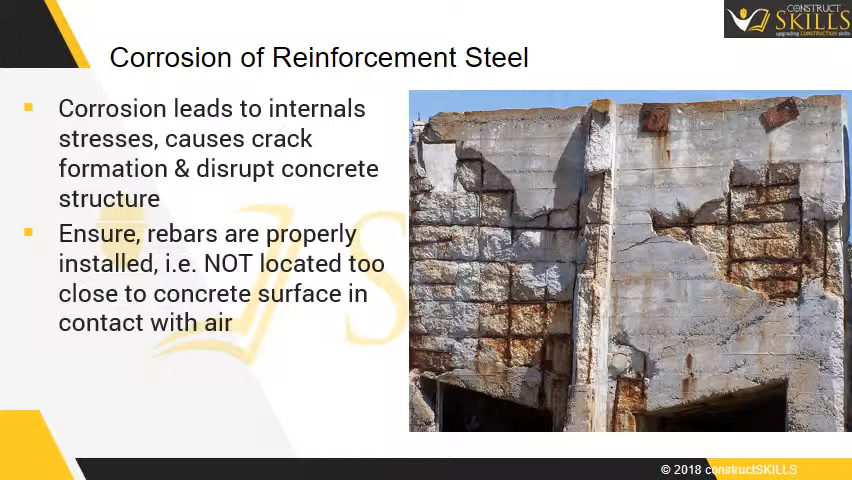 CONSTRUCT
SKILLS
upgrading CONSTRUCTION skills
Corrosion of Reinforcement Steel
Corrosion leads to internals
stresses, causes crack
formation & disrupt concrete
structure
Ensure, rebars are properly
installed, i.e. NOT located too
close to concrete surface in
contact with air
© 2018 constructSKILLS